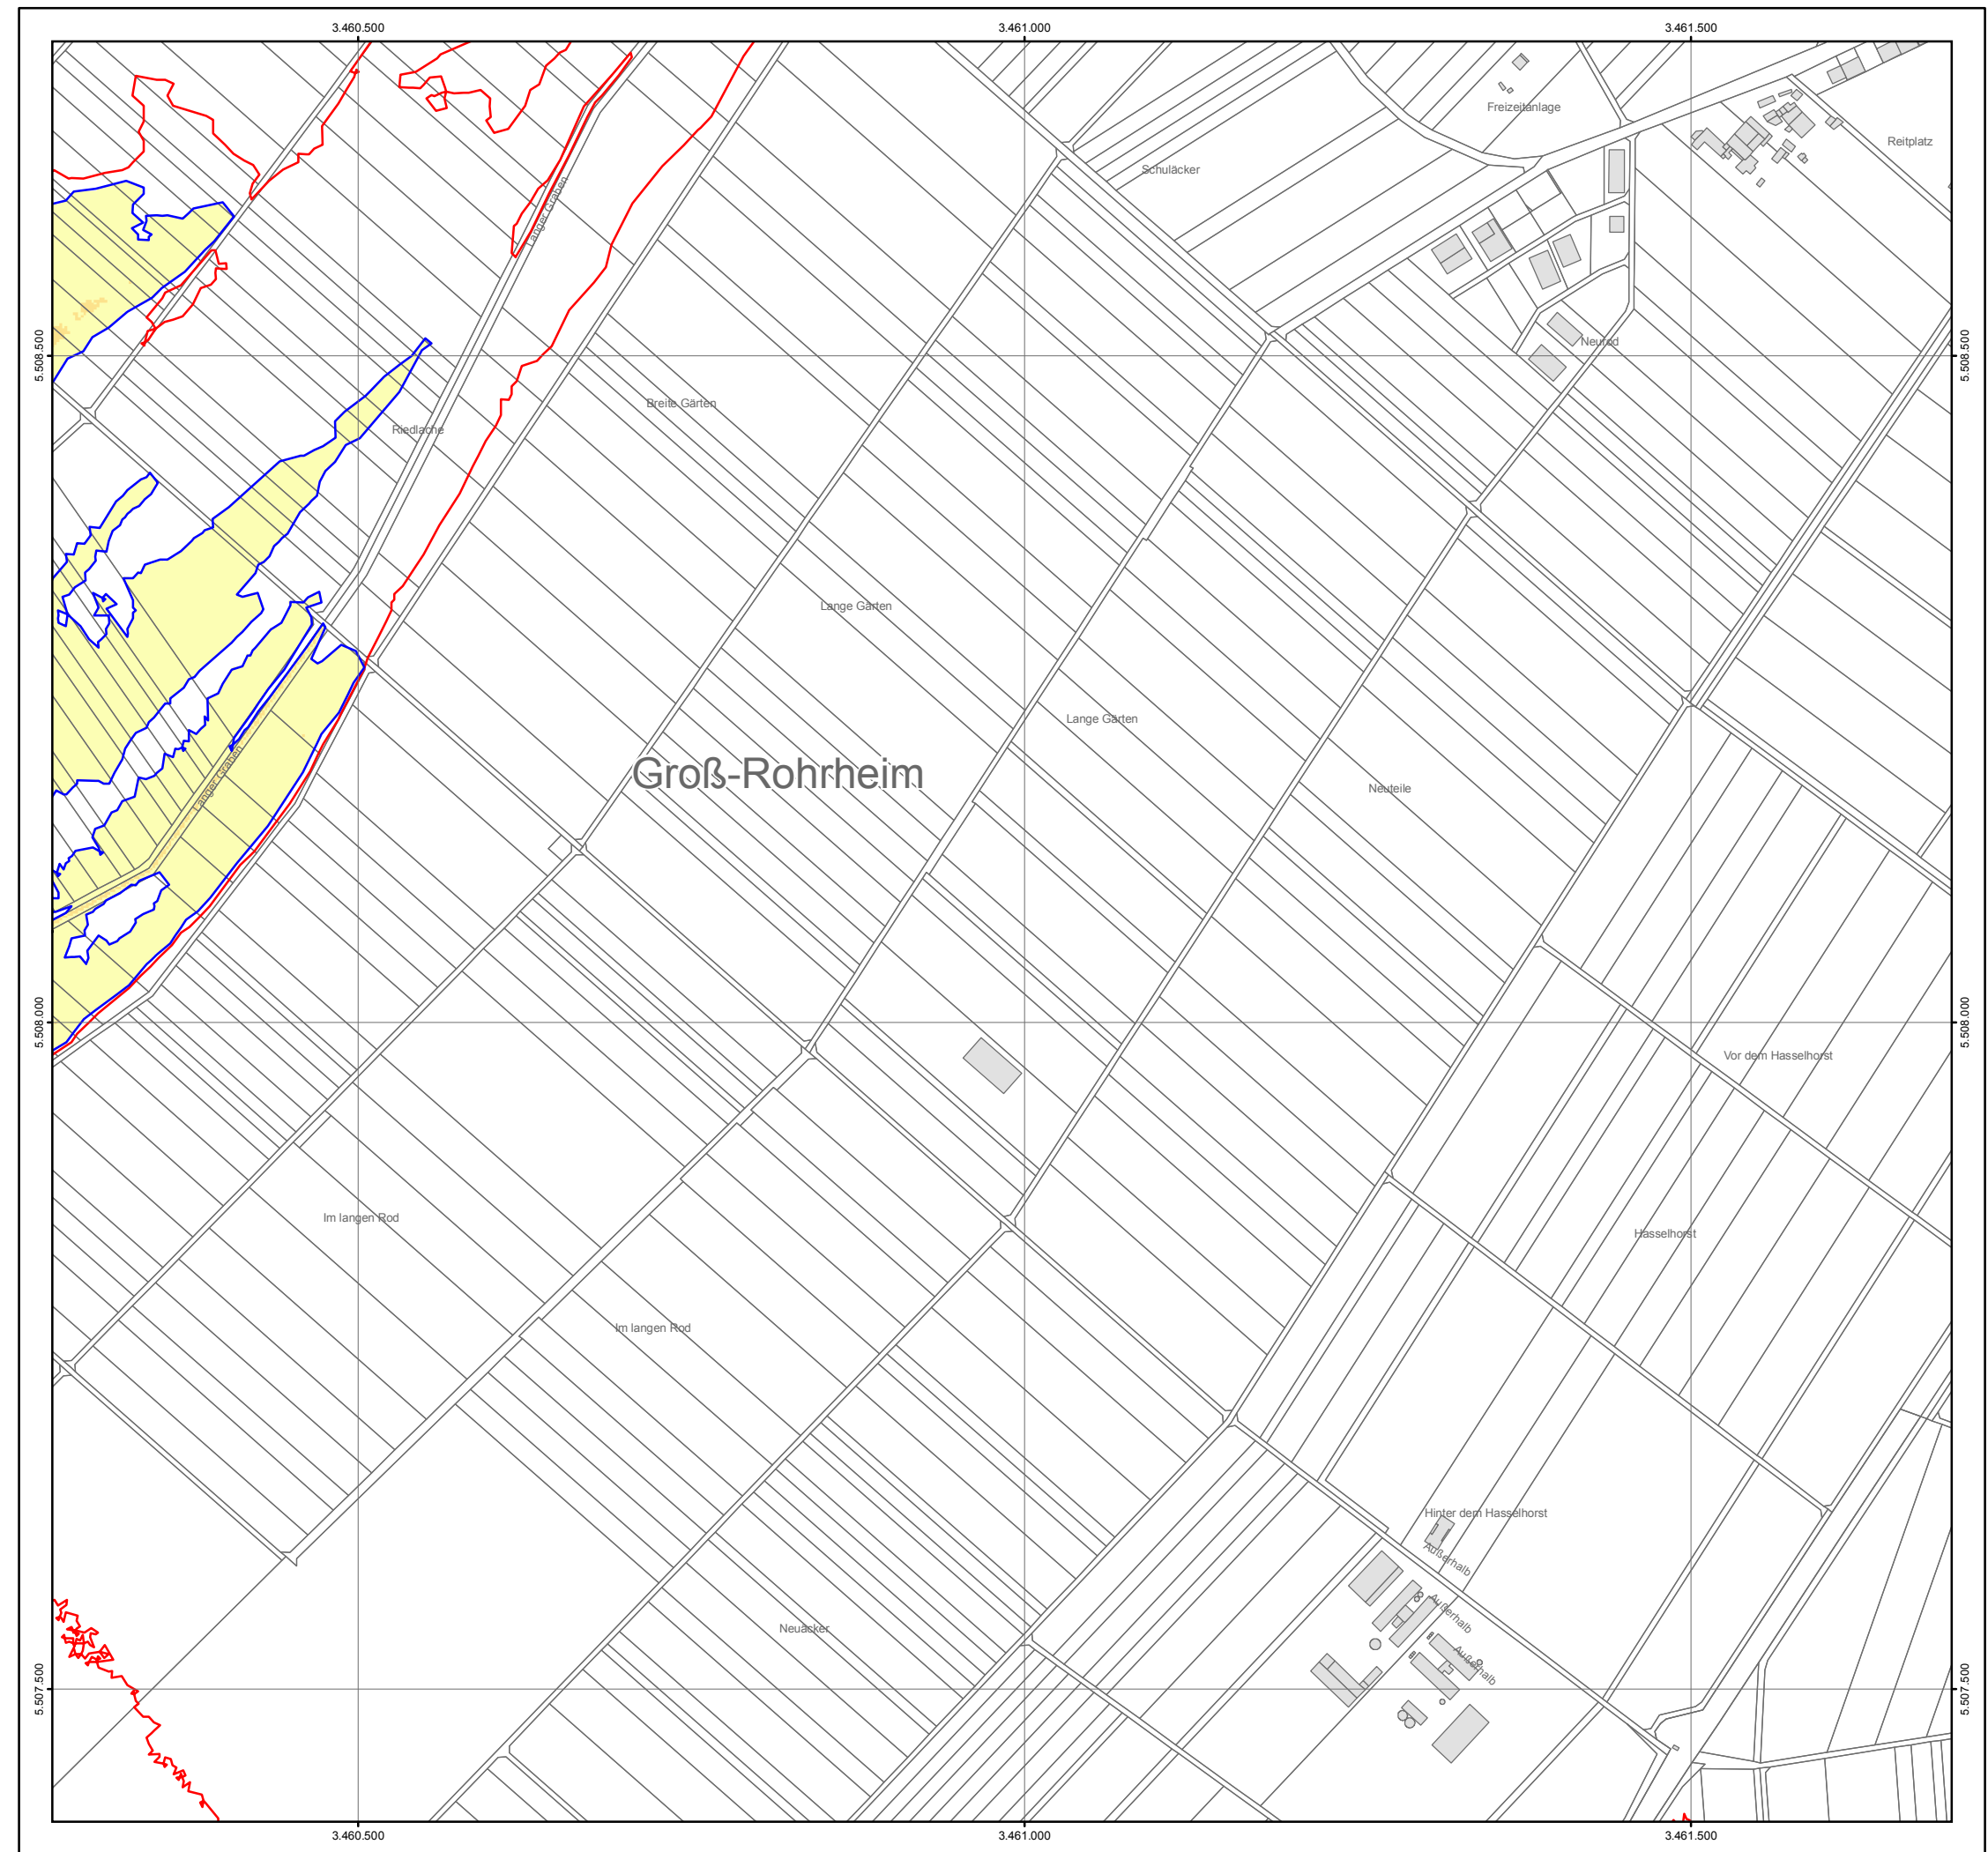 3.460.500 3.461.000 3.461.500
Freizeitanlage
Reitplatz
Schuläcker
Langer Graben
5.508.500 5.508.500
Neurod
Breite Gärten
Riedlache
Lange Gärten
Lange Gärten
Langer Graben
Groß-Rohrheim
Neuteile
5.508.000 5.508.000
Vor dem Hasselhorst
Im langen Rod
Hasselhorst
Im langen Rod
Hinter dem Hasselhorst
Außerhalb
Außerhalb
Neuäcker
Außerhalb
5.507.500 5.507.500
3.460.500 3.461.000 3.461.500